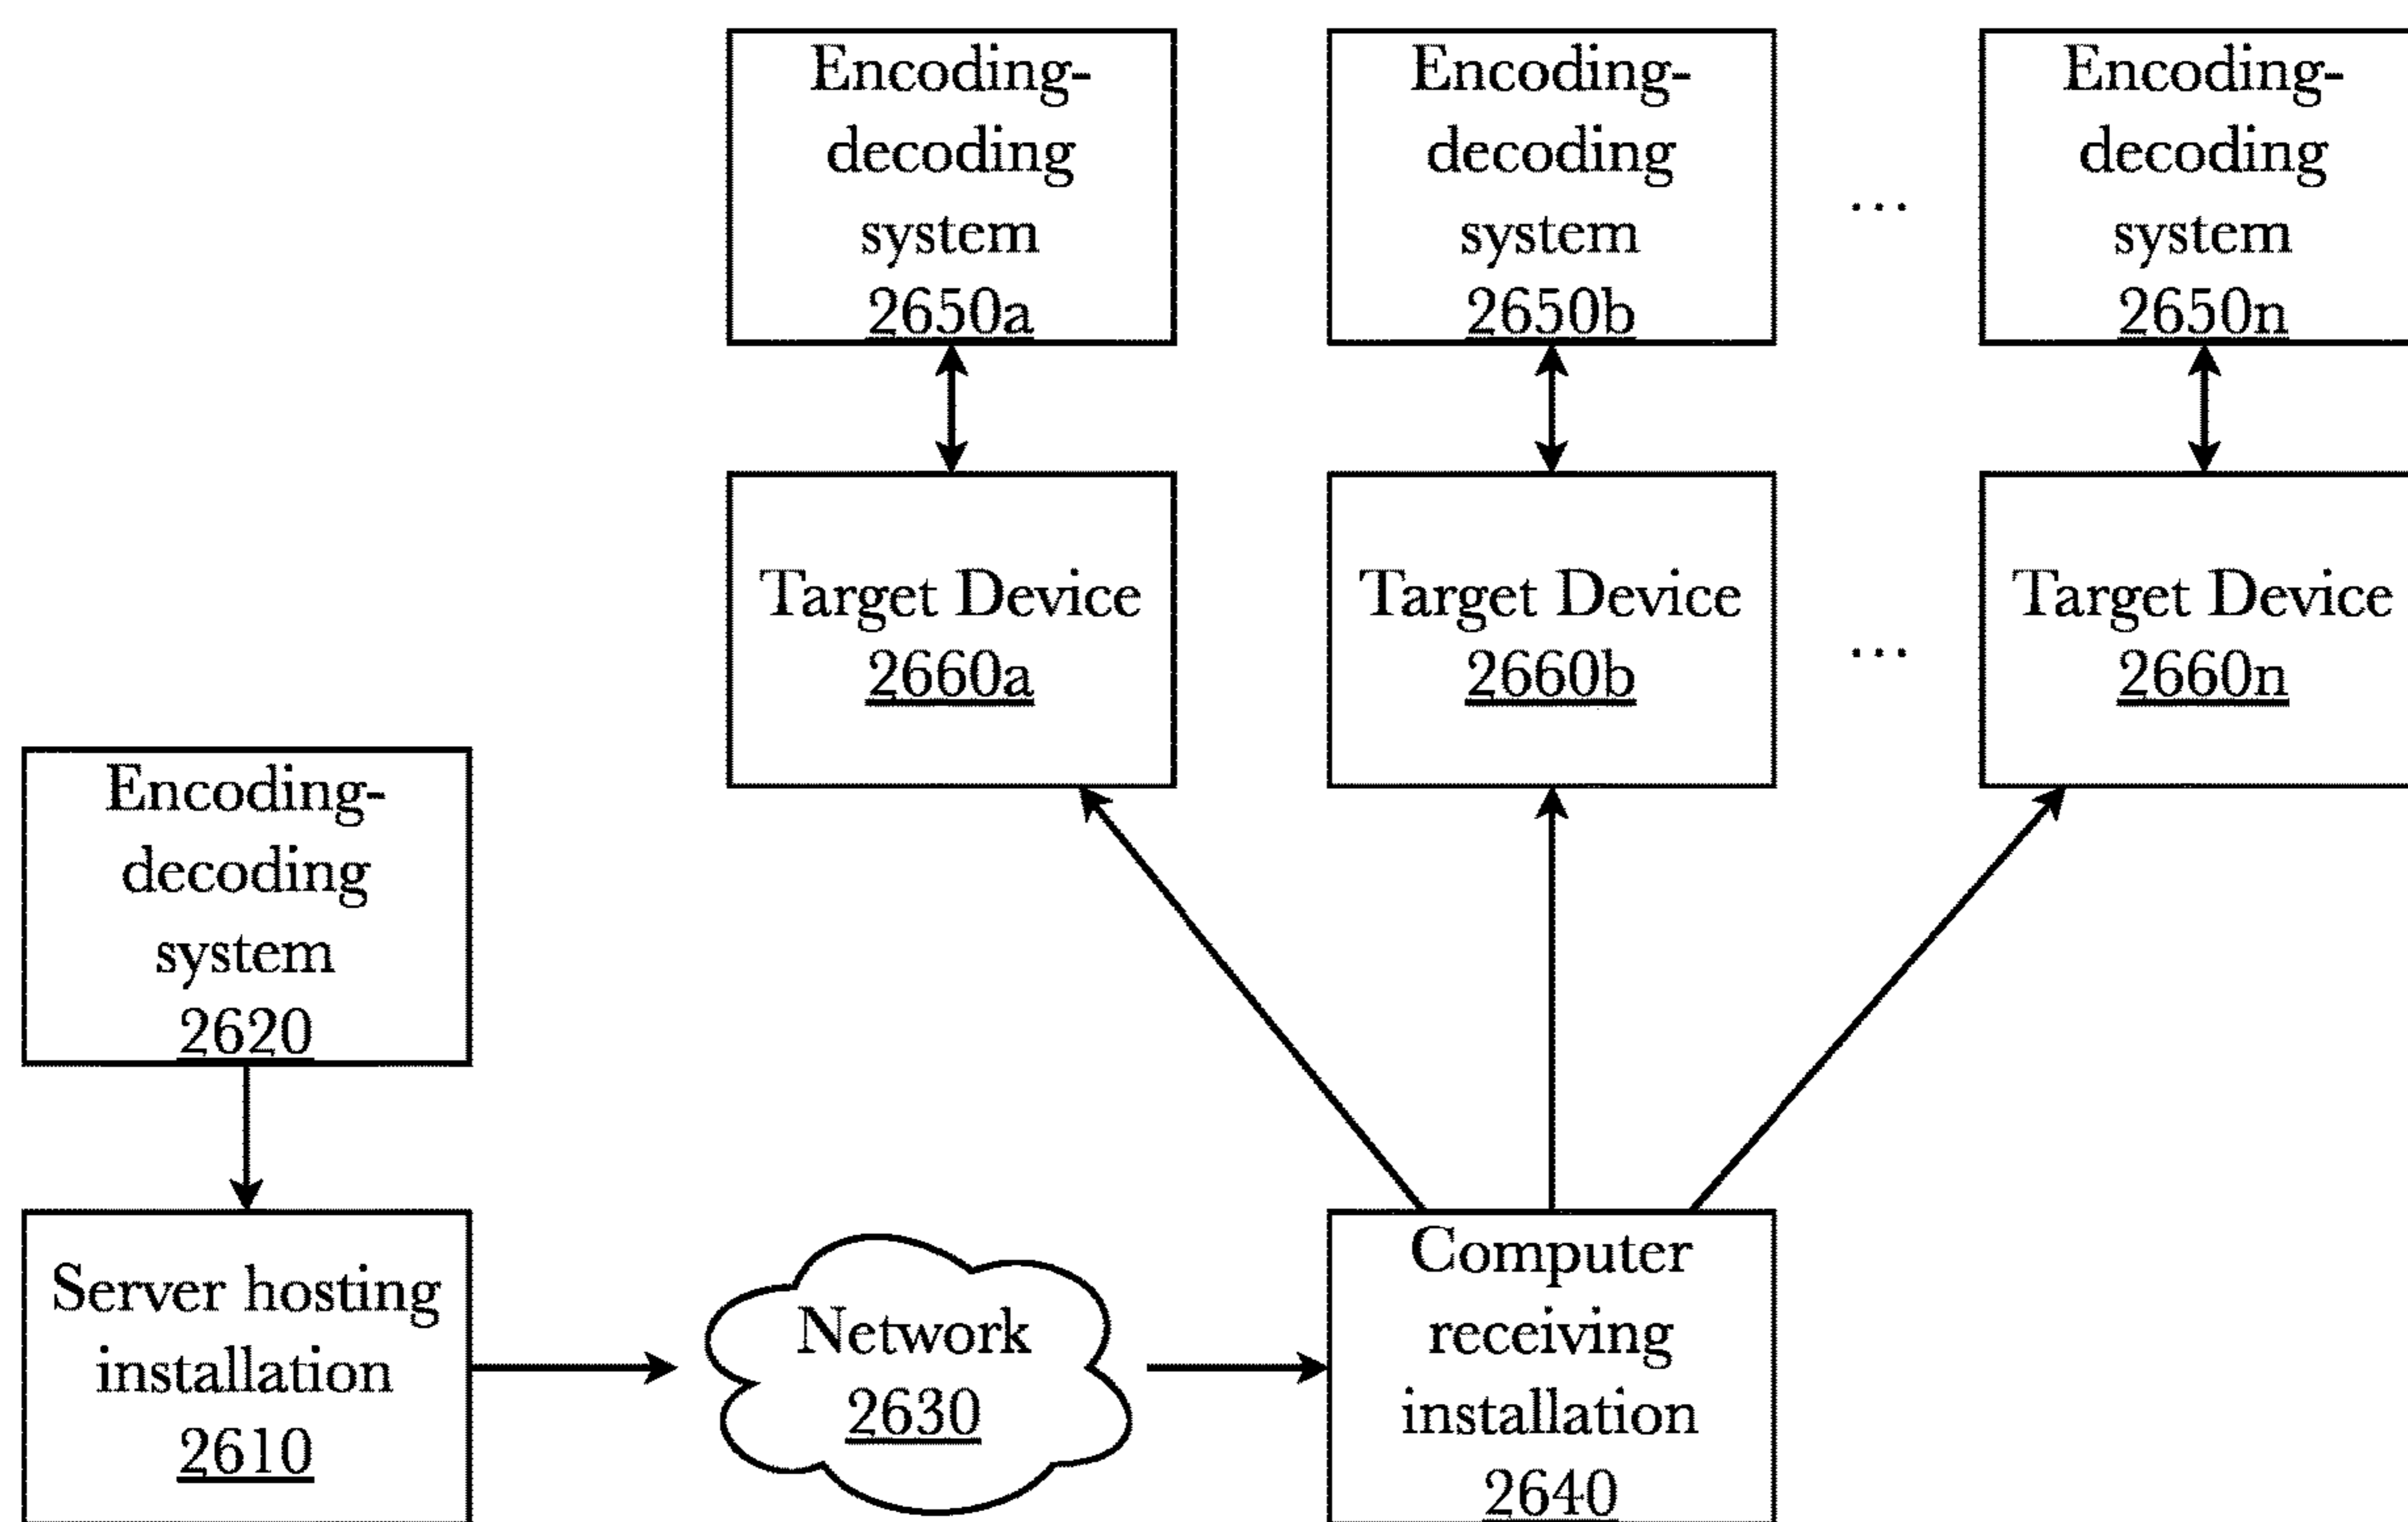 Encoding-
decoding
system
2650a
Encoding-
decoding
system
2650b
...
Encoding-
decoding
system
2650n
Target Device
2660a
Target Device
2660b
...
Target Device
2660n
Encoding-
decoding
system
2620
Server hosting
installation
2610
Network
2630
Computer
receiving
installation
2640